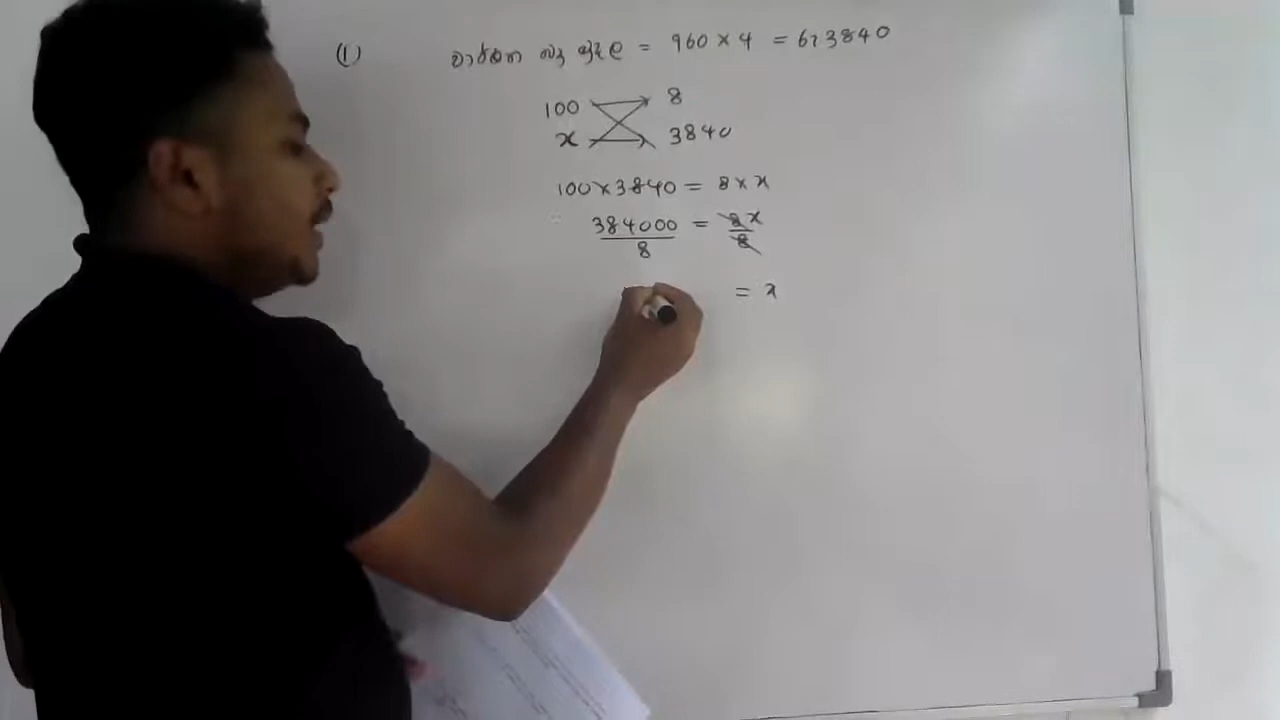 (1) වාර්ෂික බදු මුදල = 960 × 4 = රු 3840
100 8
x 3840
100 × 3840 = 8 × x
384000 = 8x
8 8
= x